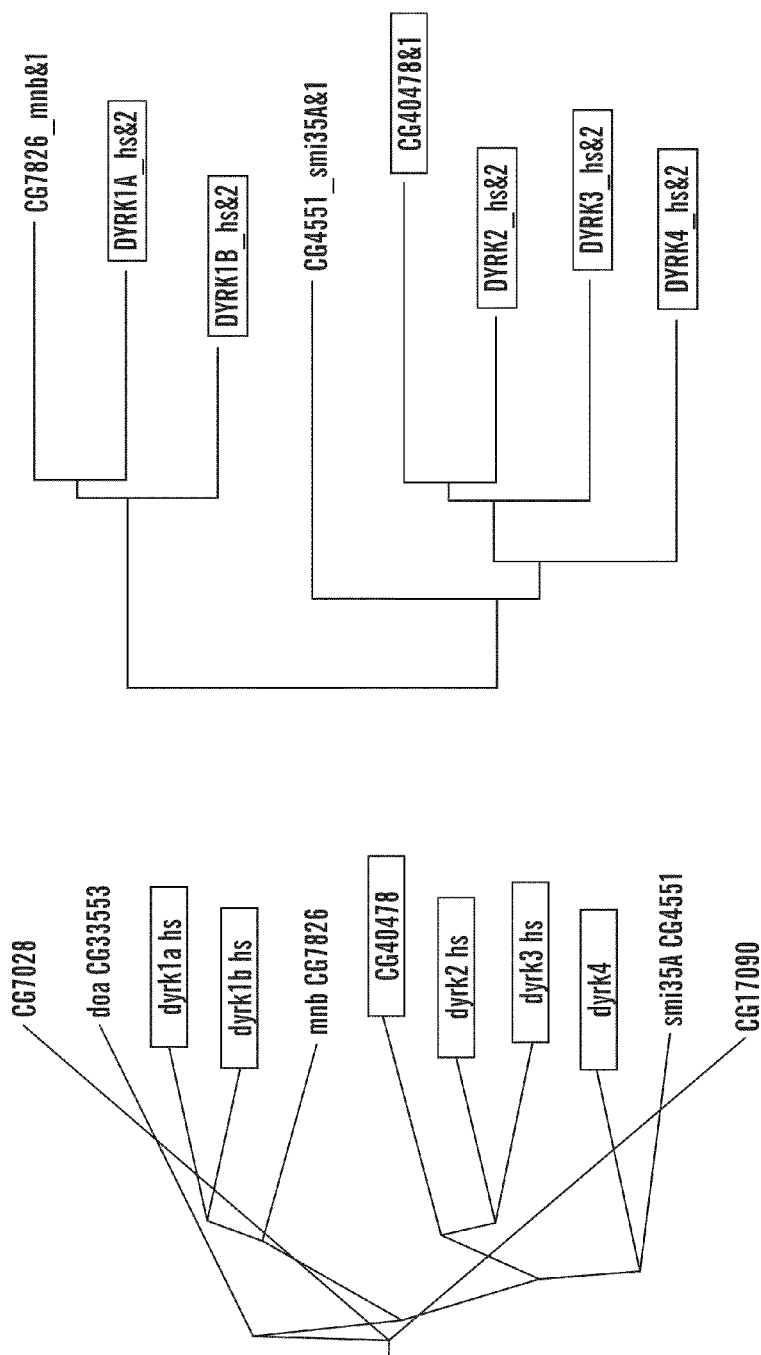 CG7826_mnb&1
DYRK1A_hs&2
DYRK1B_hs&2
CG4551_smi35A&1
CG40478&1
DYRK2_hs&2
DYRK3_hs&2
DYRK4_hs&2
CG7028
doa CG33553
dyrk1a hs
dyrk1b hs
mnb CG7826
CG40478
dyrk2 hs
dyrk3 hs
dyrk4
smi35A CG4551
CG17090